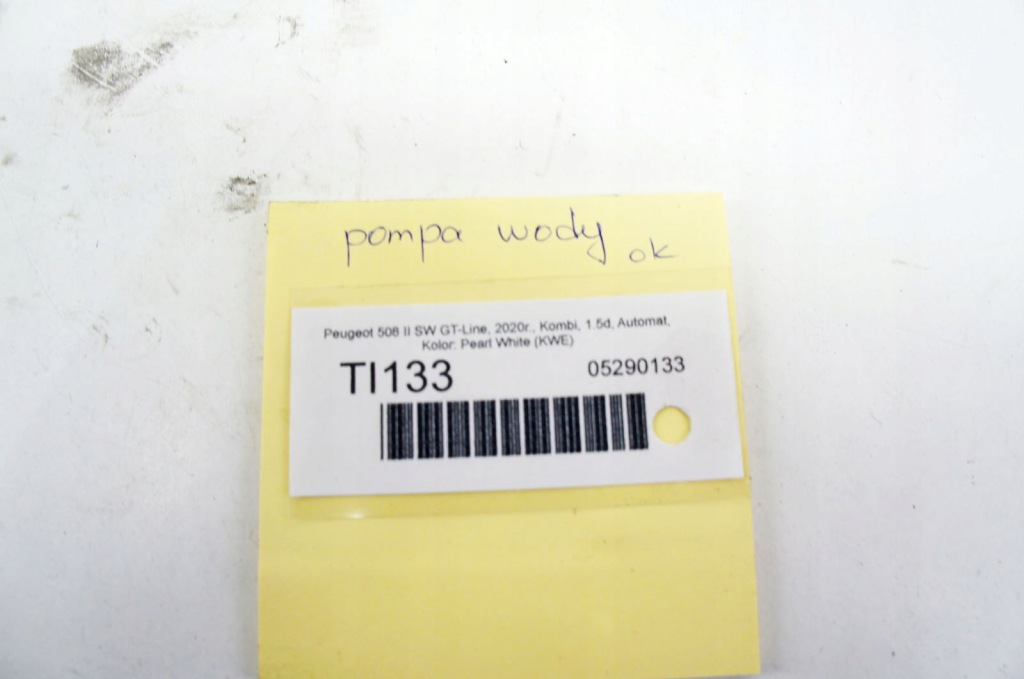 pompa wody ok
Peugeot 508 II SW GT-Line, 2020r., Kombi, 1.5d, Automat,
Kolor: Pearl White (KWE)
TI133 05290133